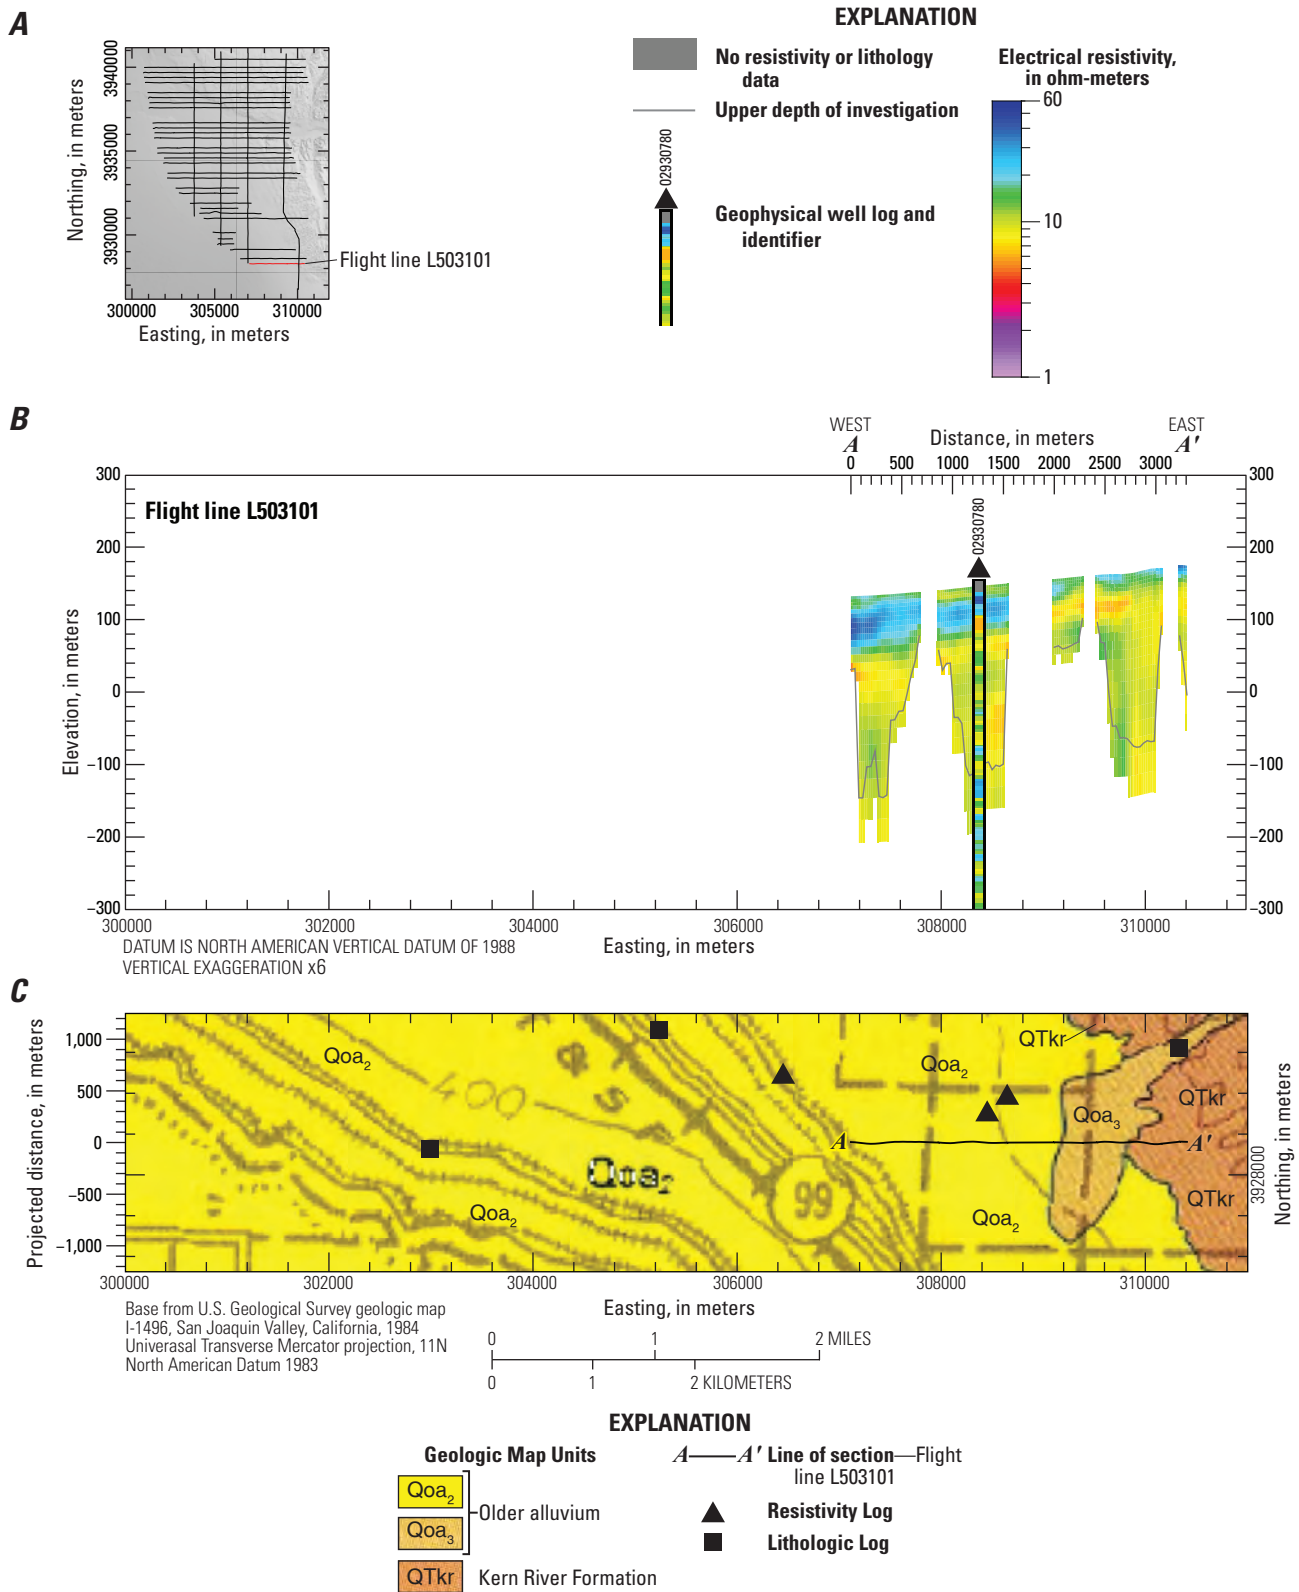 A
3940000
3935000
3930000
Northing, in meters
300000 305000 310000
Easting, in meters
Flight line L503101
EXPLANATION
No resistivity or lithology
data
Upper depth of investigation
02930780
Geophysical well log and
identifier
Electrical resistivity,
in ohm-meters
60
10
1
B
WEST
A
Distance, in meters
EAST
A′
0 500 1000 1500 2000 2500 3000
Flight line L503101
02930780
300
200
100
0
−100
−200
−300
Elevation, in meters
300
200
100
0
−100
−200
−300
300000 302000 304000 306000 308000 310000
Easting, in meters
DATUM IS NORTH AMERICAN VERTICAL DATUM OF 1988
VERTICAL EXAGGERATION x6
C
1,000
500
0
−500
−1,000
Projected distance, in meters
Qoa2
400
Qoa2
Qoa2
99
Qoa2
QTkr
Qoa3
QTkr
A
A′
QTkr
Qoa2
3928000
Northing, in meters
300000 302000 304000 306000 308000 310000
Easting, in meters
Base from U.S. Geological Survey geologic map
I-1496, San Joaquin Valley, California, 1984
Univerasal Transverse Mercator projection, 11N
North American Datum 1983
0 1 2 MILES
0 1 2 KILOMETERS
EXPLANATION
Geologic Map Units
Qoa2
Older alluvium
Qoa3
QTkr Kern River Formation
A A′ Line of section—Flight
line L503101
Resistivity Log
Lithologic Log